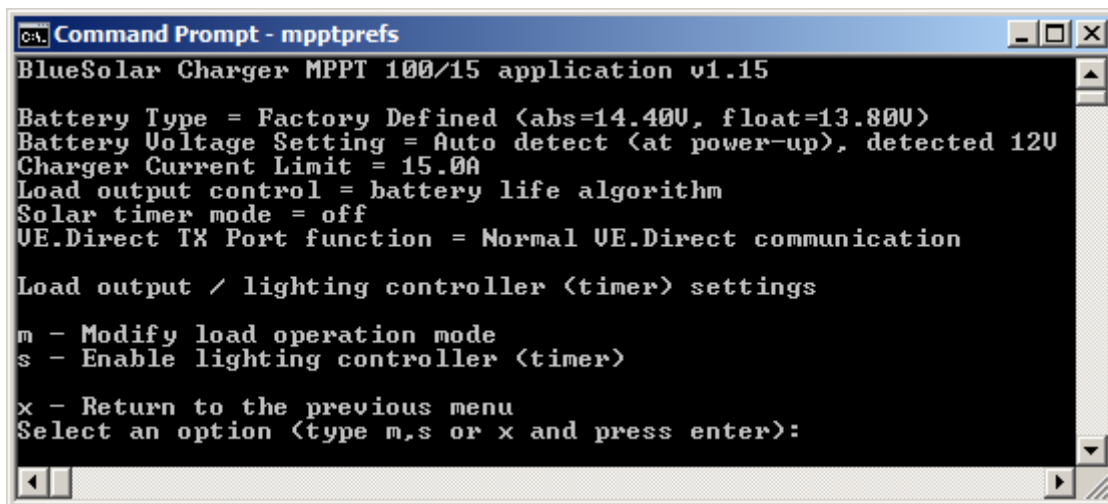 Command Prompt - mpptprefs
BlueSolar Charger MPPT 100/15 application v1.15
Battery Type = Factory Defined (abs=14.40V, float=13.80V)
Battery Voltage Setting = Auto detect (at power-up), detected 12V
Charger Current Limit = 15.0A
Load output control = battery life algorithm
Solar timer mode = off
VE.Direct TX Port function = Normal VE.Direct communication
Load output / lighting controller (timer) settings
m - Modify load operation mode
s - Enable lighting controller (timer)
x - Return to the previous menu
Select an option (type m,s or x and press enter):